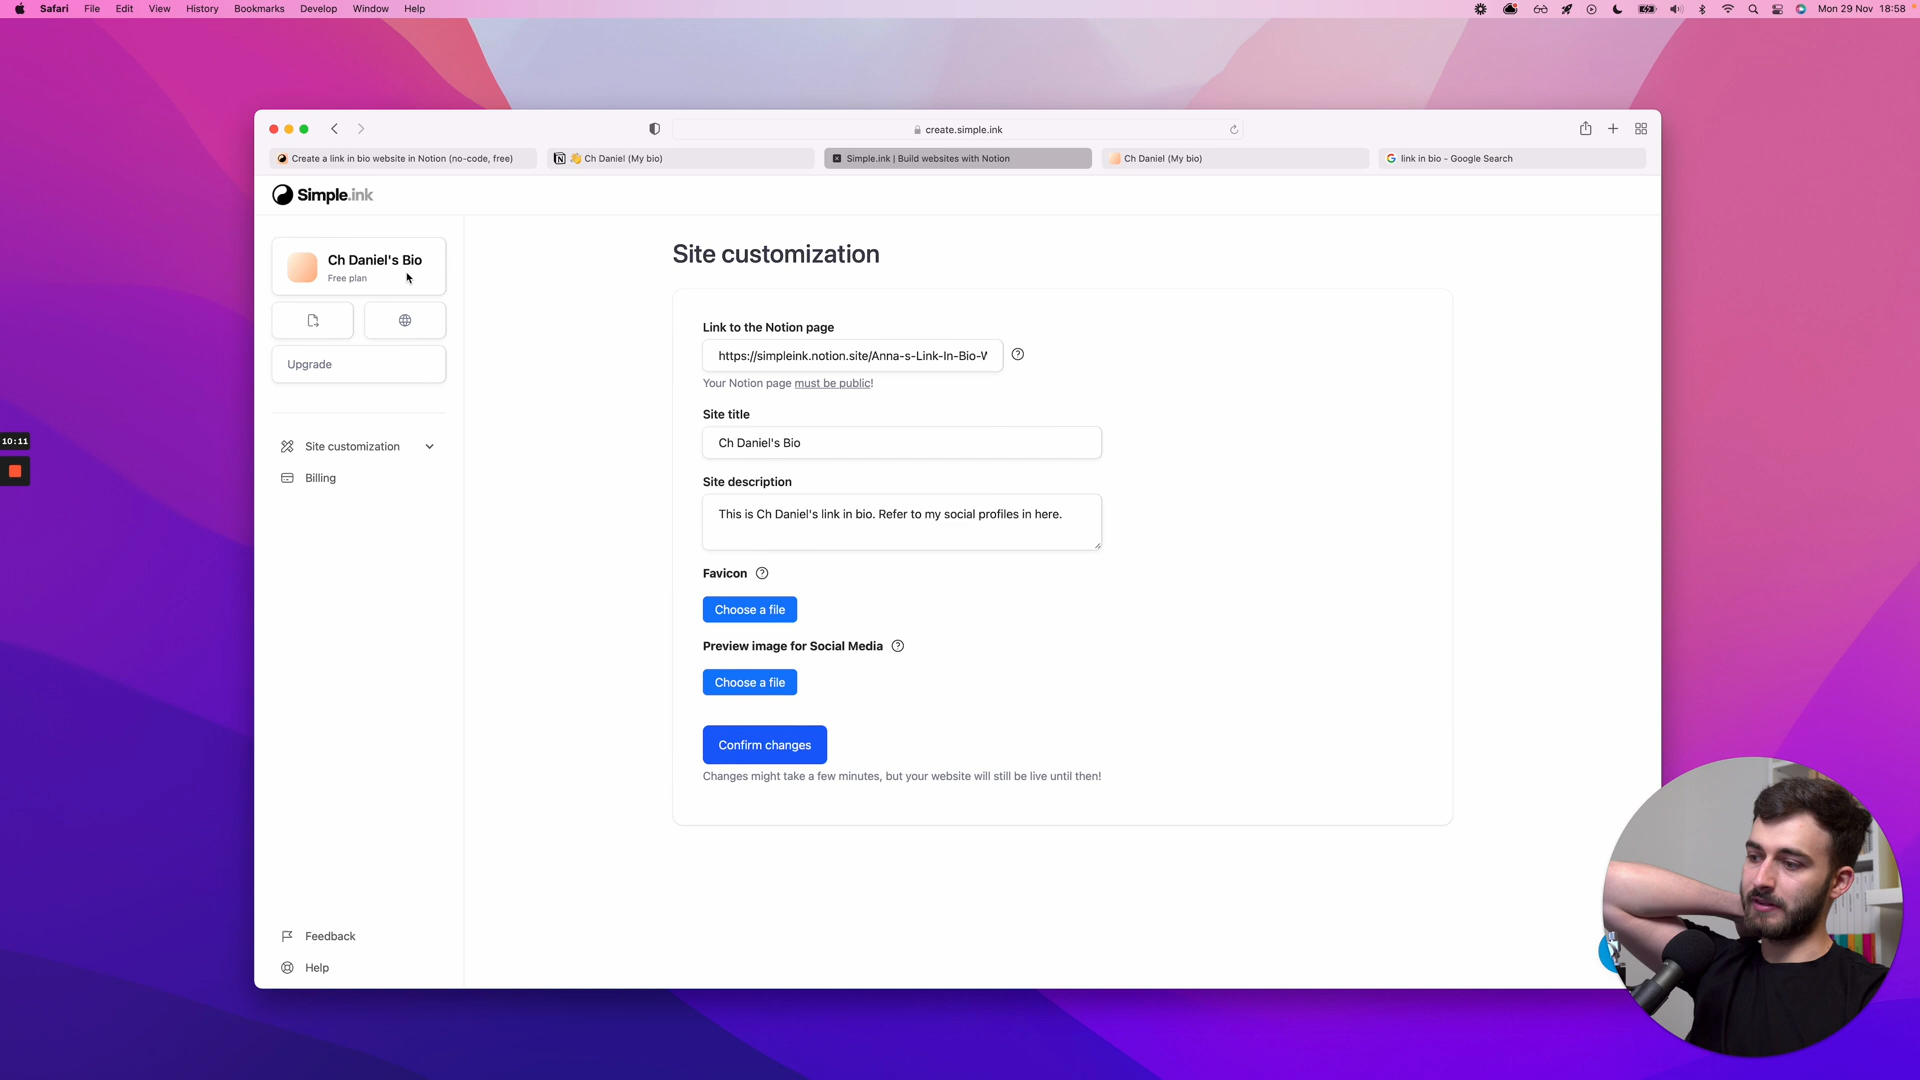 Safari File Edit View History Bookmarks Develop Window Help Mon 29 Nov 18:58
create.simple.ink
Create a link in bio website in Notion (no-code, free) Ch Daniel (My bio) Simple.ink | Build websites with Notion Ch Daniel (My bio) link in bio - Google Search
Simple.ink
Ch Daniel's Bio
Free plan
Upgrade
Site customization
Billing
Feedback
Help
10:11
Site customization
Link to the Notion page
https://simpleink.notion.site/Anna-s-Link-In-Bio-W
Your Notion page must be public!
Site title
Ch Daniel's Bio
Site description
This is Ch Daniel's link in bio. Refer to my social profiles in here.
Favicon
Choose a file
Preview image for Social Media
Choose a file
Confirm changes
Changes might take a few minutes, but your website will still be live until then!